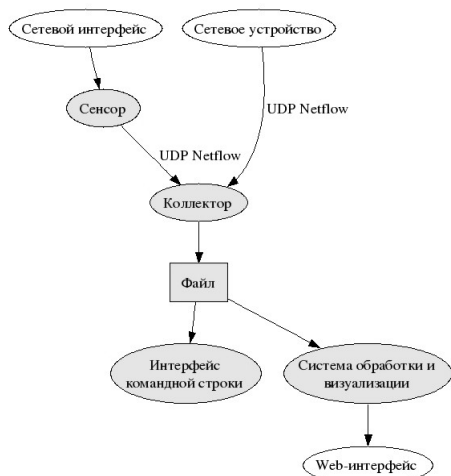 Сетевой интерфейс
Сетевое устройство
Сенсор
UDP Netflow
UDP Netflow
Коллектор
Файл
Интерфейс
командной строки
Система обработки и
визуализации
Web-интерфейс